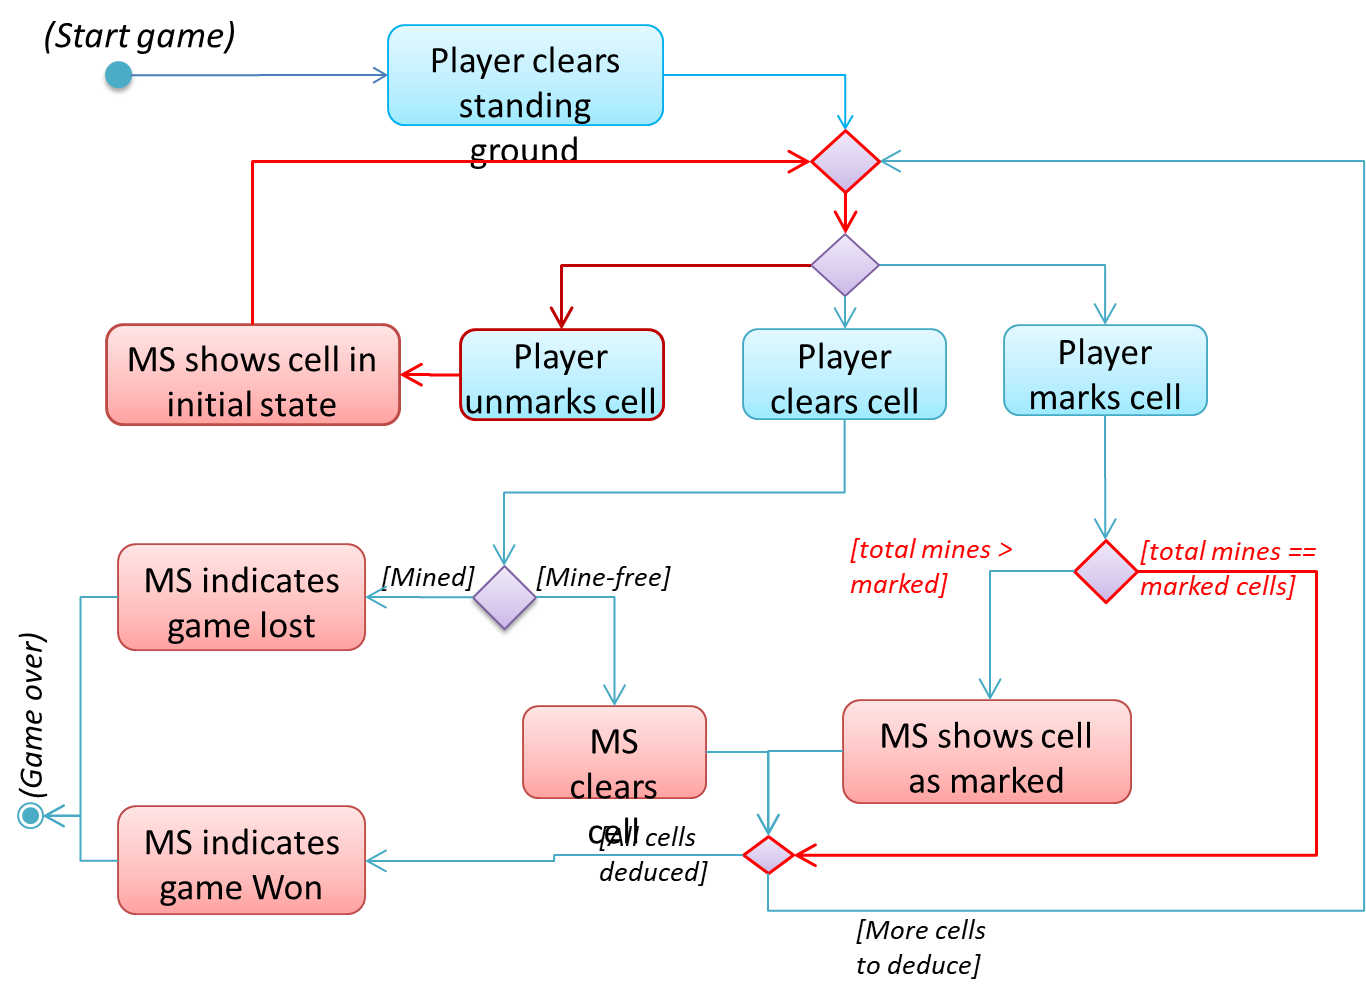 (Start game)
Player clears
standing
ground
MS shows cell in
initial state
Player
unmarks cell
Player
clears cell
Player
marks cell
[total mines >
marked]
[total mines ==
marked cells]
MS indicates
game lost
[Mined]
[Mine-free]
(Game over)
MS
clears
cell
MS shows cell
as marked
MS indicates
game Won
[All cells
deduced]
[More cells
to deduce]